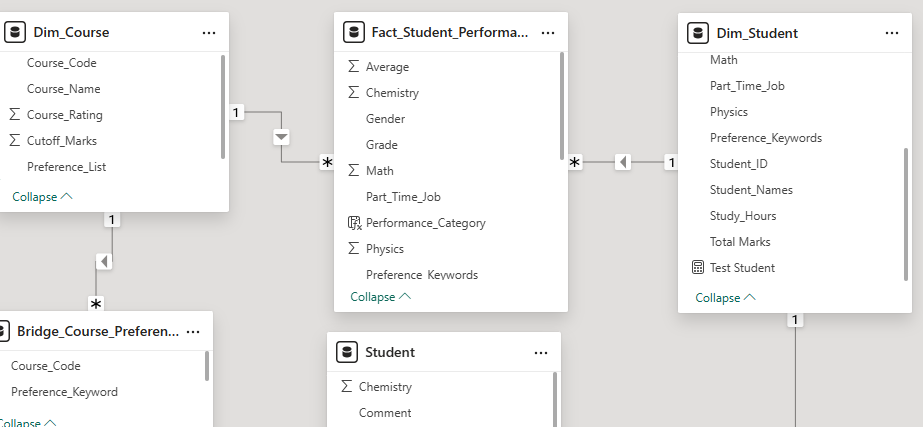 Dim_Course
...
Course_Code
Course_Name
Course_Rating
Cutoff_Marks
Preference_List
Collapse
1
*
1
*
Fact_Student_Performa...
...
Average
Chemistry
Gender
Grade
Math
Part_Time_Job
Performance_Category
Physics
Preference_Keywords
Collapse
*
1
Dim_Student
...
Math
Part_Time_Job
Physics
Preference_Keywords
Student_ID
Student_Names
Study_Hours
Total Marks
Test Student
Collapse
1
Bridge_Course_Preferen...
...
Course_Code
Preference_Keyword
Collapse
Student
...
Chemistry
Comment